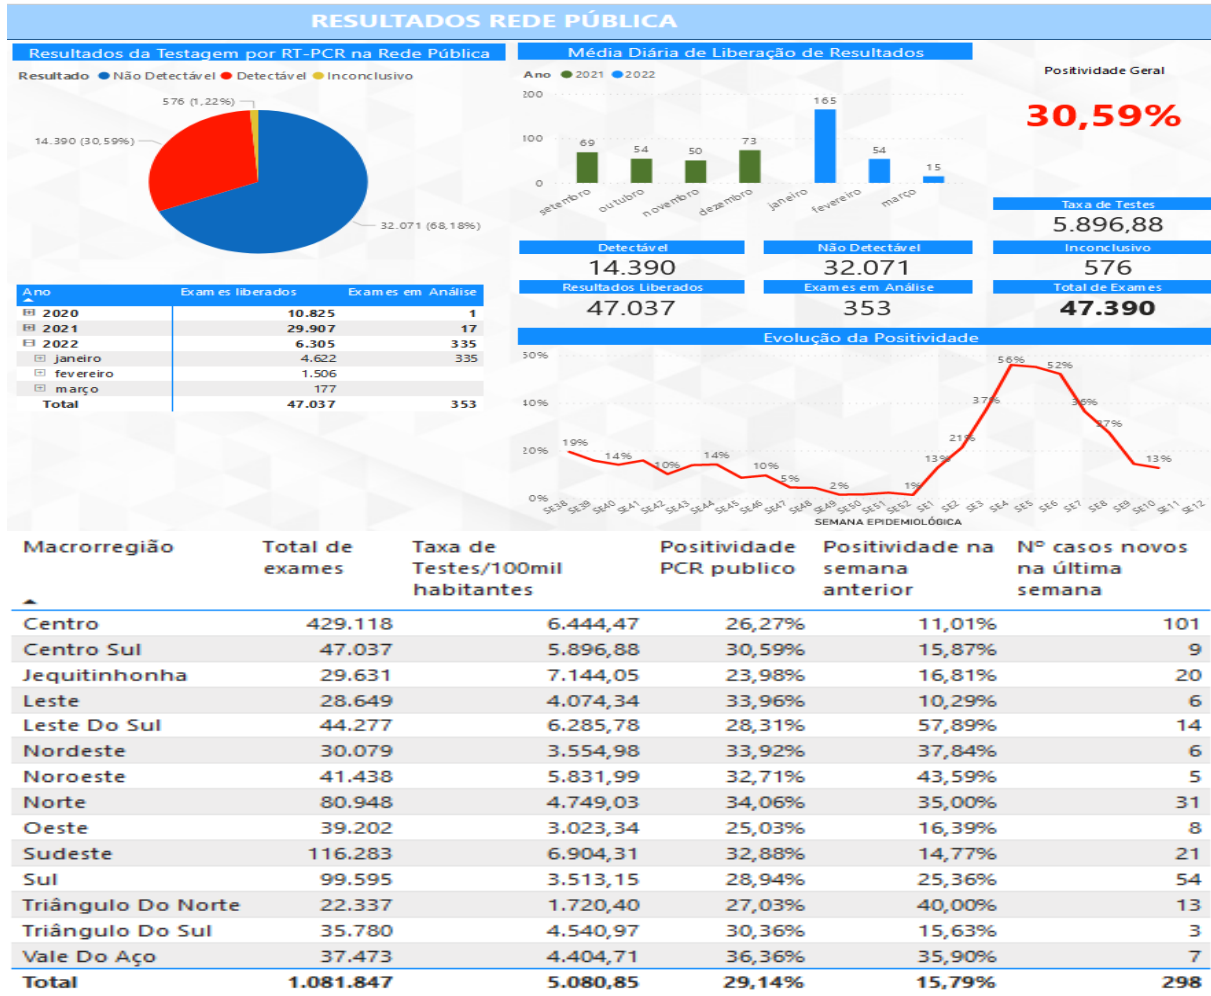 RESULTADOS REDE PÚBLICA
Resultados da Testagem por RT-PCR na Rede Pública
Resultado Não Detectável Detectável Inconclusivo
576 (1,22%)
14.390 (30,59%)
32.071 (68,18%)
Média Diária de Liberação de Resultados
Ano 2021 2022
200
100
0
69
54
50
73
165
54
15
setembro
outubro
novembro
dezembro
janeiro
fevereiro
março
Positividade Geral
30,59%
Taxa de Testes
5.896,88
Detectável
14.390
Não Detectável
32.071
Inconclusivo
576
Resultados Liberados
47.037
Exames em Análise
353
Total de Exames
47.390
Ano Exames liberados Exames em Análise
2020 10.825 1
2021 29.907 17
2022 6.305 335
janeiro 4.622 335
fevereiro 1.506
março 177
Total 47.037 353
Evolução da Positividade
20%
0%
19%
14%
10%
14%
10%
5%
2%
1%
13%
21%
37%
56%
52%
27%
13%
SE38 SE39 SE40 SE41 SE42 SE43 SE44 SE45 SE46 SE47 SE48 SE49 SE50 SE51 SE52 SE1 SE2 SE3 SE4 SE5 SE6 SE7 SE8 SE9 SE10 SE11 SE12
SEMANA EPIDEMIOLÓGICA
Macrorregião Total de Taxa de Positividade Positividade na Nº casos novos
exames Testes/100mil PCR publico semana na última
habitantes anterior semana
Centro 429.118 6.444,47 26,27% 11,01% 101
Centro Sul 47.037 5.896,88 30,59% 15,87% 9
Jequitinhonha 29.631 7.144,05 23,98% 16,81% 20
Leste 28.649 4.074,34 33,96% 10,29% 6
Leste Do Sul 44.277 6.285,78 28,31% 57,89% 14
Nordeste 30.079 3.554,98 33,92% 37,84% 6
Noroeste 41.438 5.831,99 32,71% 43,59% 5
Norte 80.948 4.749,03 34,06% 35,00% 31
Oeste 39.202 3.023,34 25,03% 16,39% 8
Sudeste 116.283 6.904,31 32,88% 14,77% 21
Sul 99.595 3.513,15 28,94% 25,36% 54
Triângulo Do Norte 22.337 1.720,40 27,03% 40,00% 13
Triângulo Do Sul 35.780 4.540,97 30,36% 15,63% 3
Vale Do Aço 37.473 4.404,71 36,36% 35,90% 7
Total 1.081.847 5.080,85 29,14% 15,79% 298